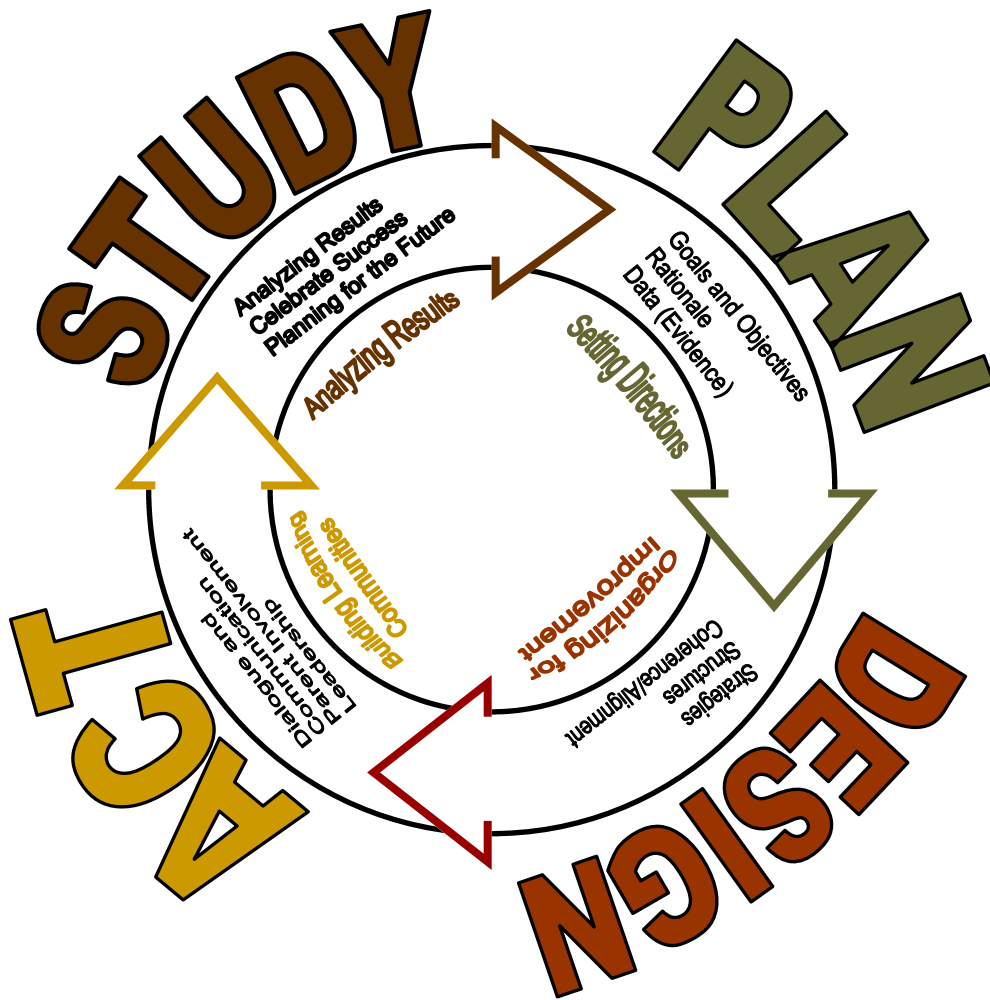 STUDY
Analyzing Results
Celebrate Success
Planning for the Future
Analyzing Results
PLAN
Goals and Objectives
Rationale
Data (Evidence)
Setting Directions
DESIGN
Strategies
Structures
Coherence/Alignment
Organizing for
Improvement
ACT
Dialogue and
Communication
Parent Involvement
Leadership
Building Learning
Communities